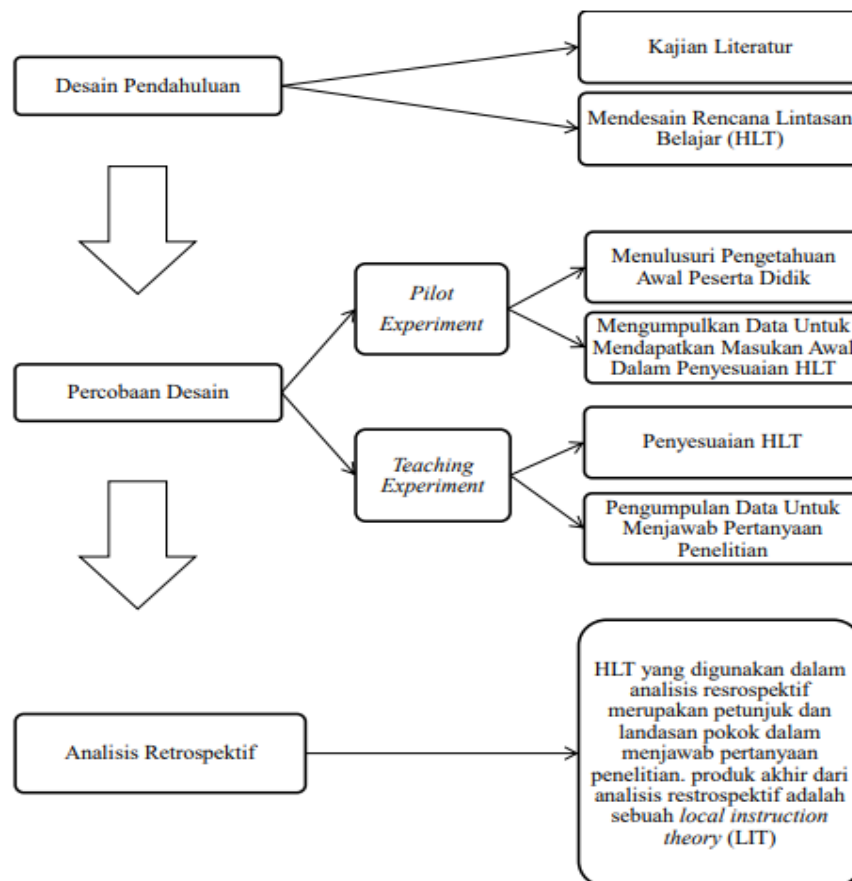 Desain Pendahuluan
Kajian Literatur
Mendesain Rencana Lintasan
Belajar (HLT)
Percobaan Desain
Pilot
Experiment
Menulusuri Pengetahuan
Awal Peserta Didik
Mengumpulkan Data Untuk
Mendapatkan Masukan Awal
Dalam Penyesuaian HLT
Teaching
Experiment
Penyesuaian HLT
Pengumpulan Data Untuk
Menjawab Pertanyaan
Penelitian
Analisis Retrospektif
HLT yang digunakan dalam
analisis resrospektif
merupakan petunjuk dan
landasan pokok dalam
menjawab pertanyaan
penelitian. produk akhir dari
analisis restrospektif adalah
sebuah local instruction
theory (LIT)